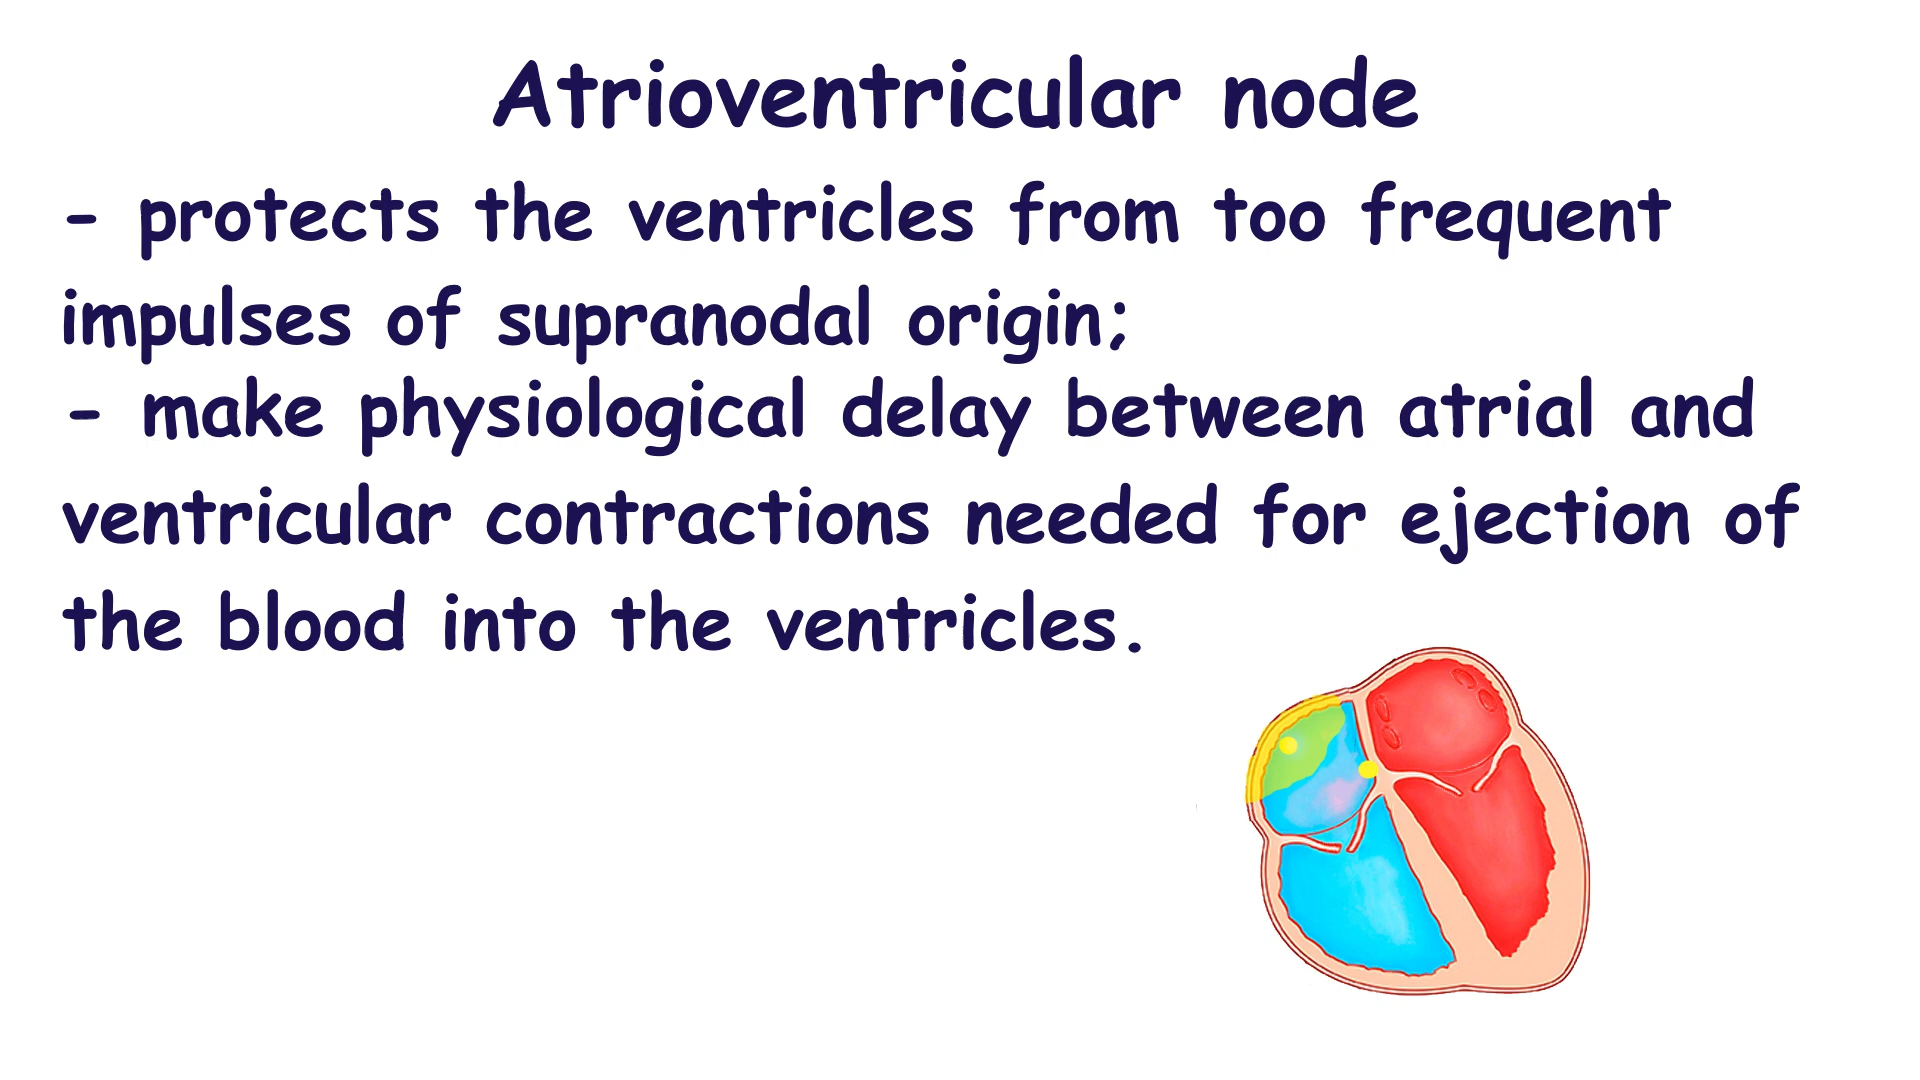 Atrioventricular node
- protects the ventricles from too frequent
impulses of supranodal origin;
- make physiological delay between atrial and
ventricular contractions needed for ejection of
the blood into the ventricles.